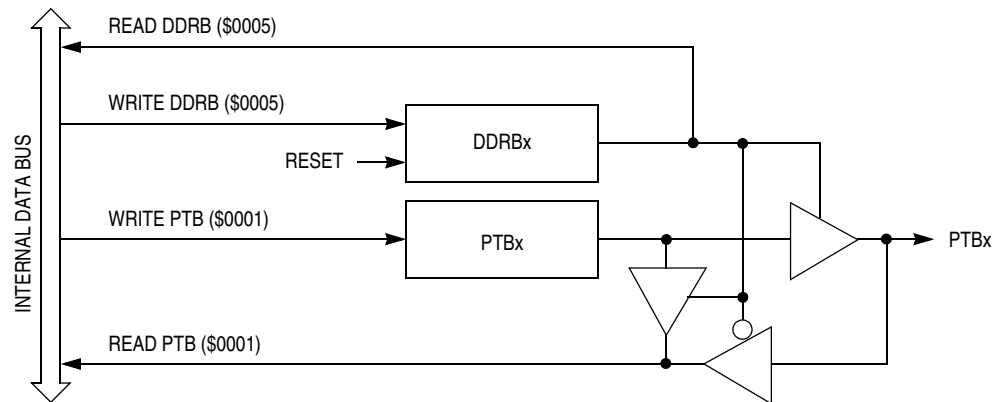 READ DDRB ($0005)
WRITE DDRB ($0005)
DDRBx
RESET
WRITE PTB ($0001)
PTBx
PTBx
READ PTB ($0001)
INTERNAL DATA BUS